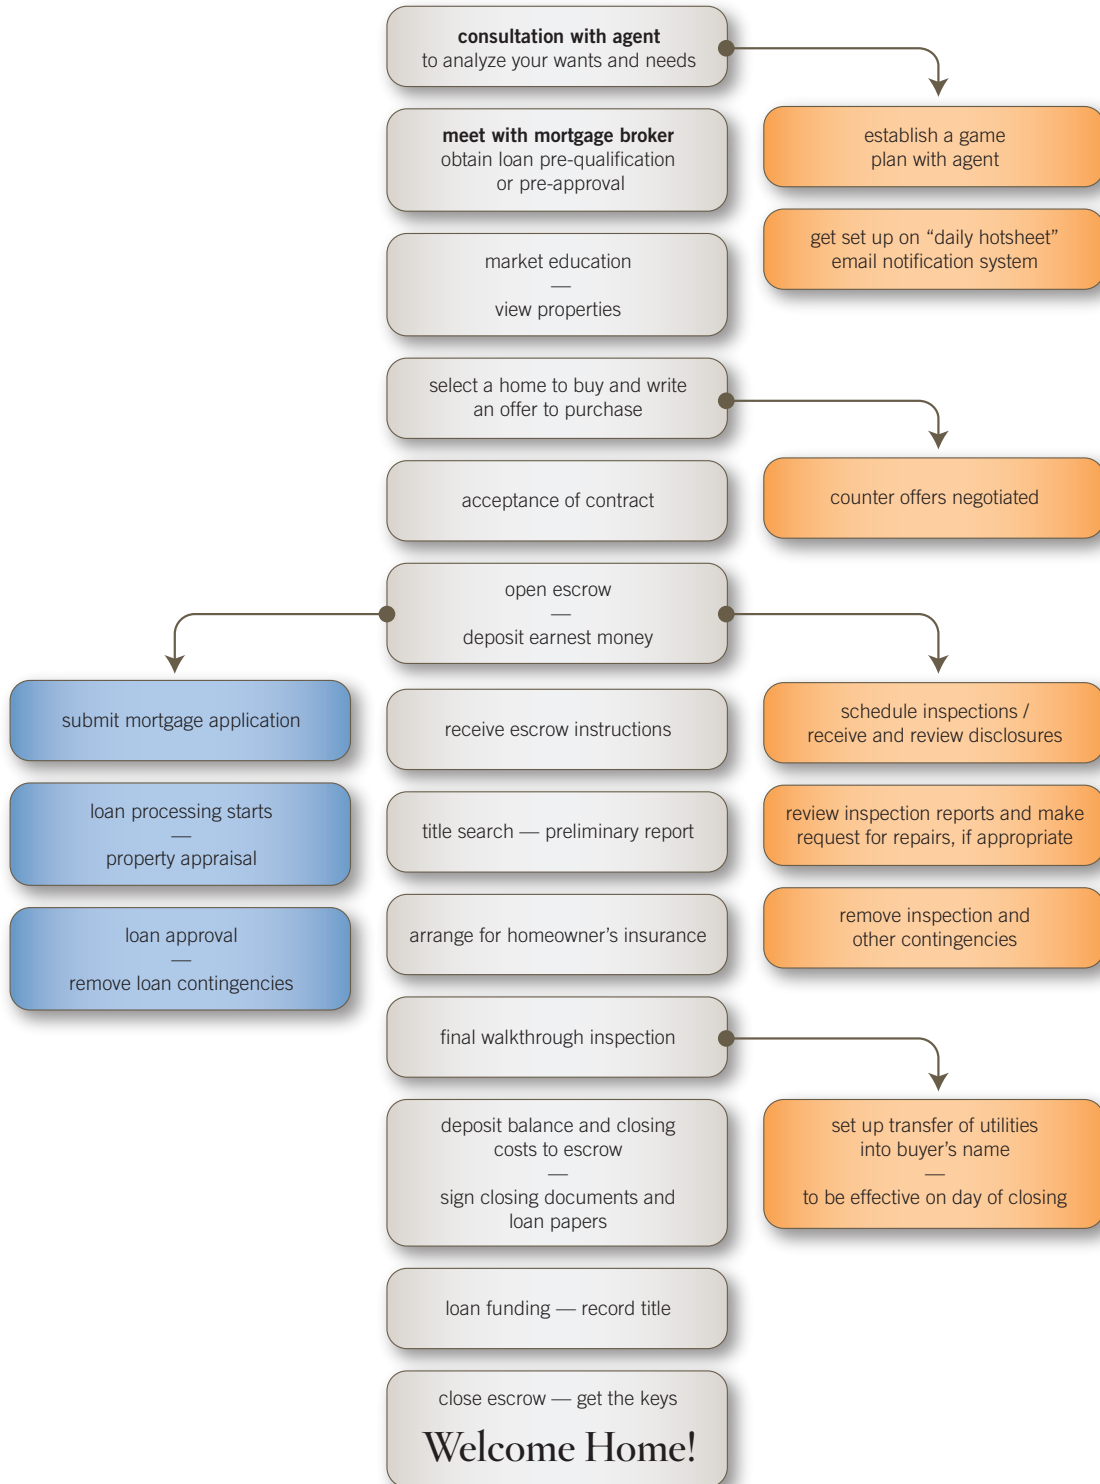 consultation with agent
to analyze your wants and needs
establish a game
plan with agent
meet with mortgage broker
obtain loan pre-qualification
or pre-approval
get set up on “daily hotsheet”
email notification system
market education
—
view properties
select a home to buy and write
an offer to purchase
counter offers negotiated
acceptance of contract
open escrow
—
deposit earnest money
submit mortgage application
loan processing starts
—
property appraisal
loan approval
—
remove loan contingencies
receive escrow instructions
title search — preliminary report
arrange for homeowner’s insurance
schedule inspections /
receive and review disclosures
review inspection reports and make
request for repairs, if appropriate
remove inspection and
other contingencies
final walkthrough inspection
deposit balance and closing
costs to escrow
—
sign closing documents and
loan papers
set up transfer of utilities
into buyer’s name
—
to be effective on day of closing
loan funding — record title
close escrow — get the keys
Welcome Home!